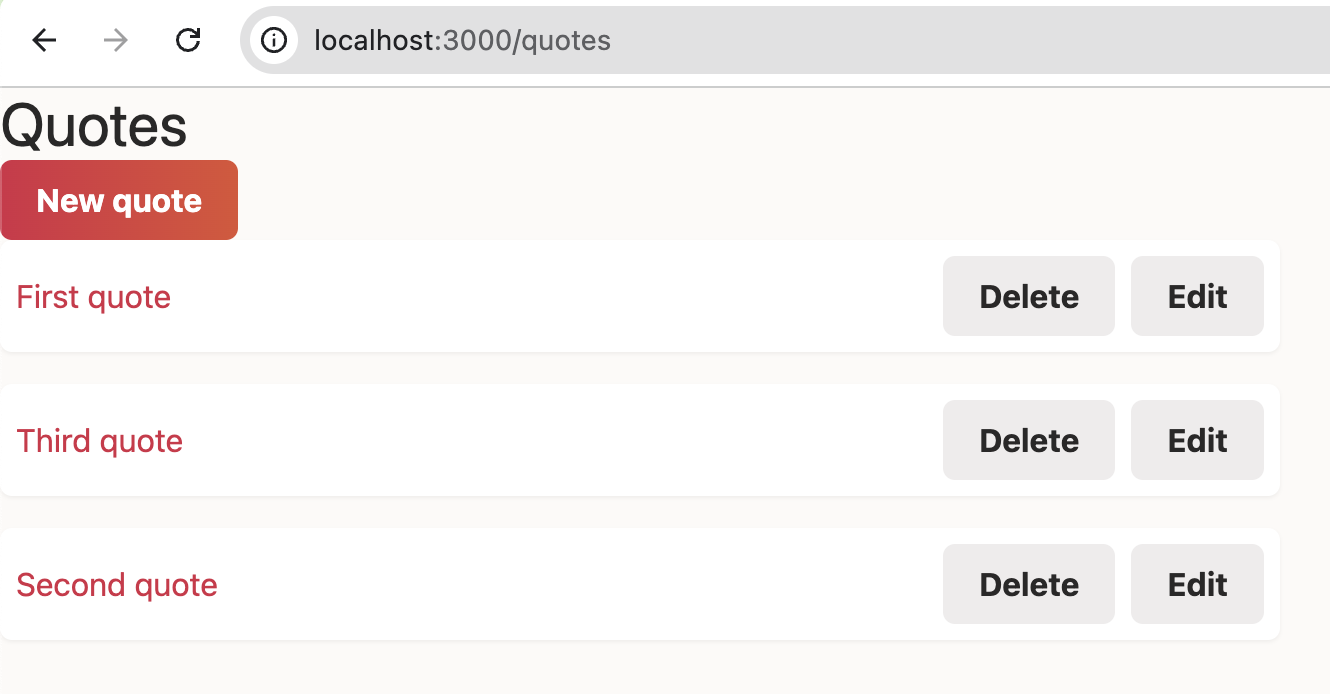 localhost:3000/quotes
Quotes
New quote
First quote Delete Edit
Third quote Delete Edit
Second quote Delete Edit